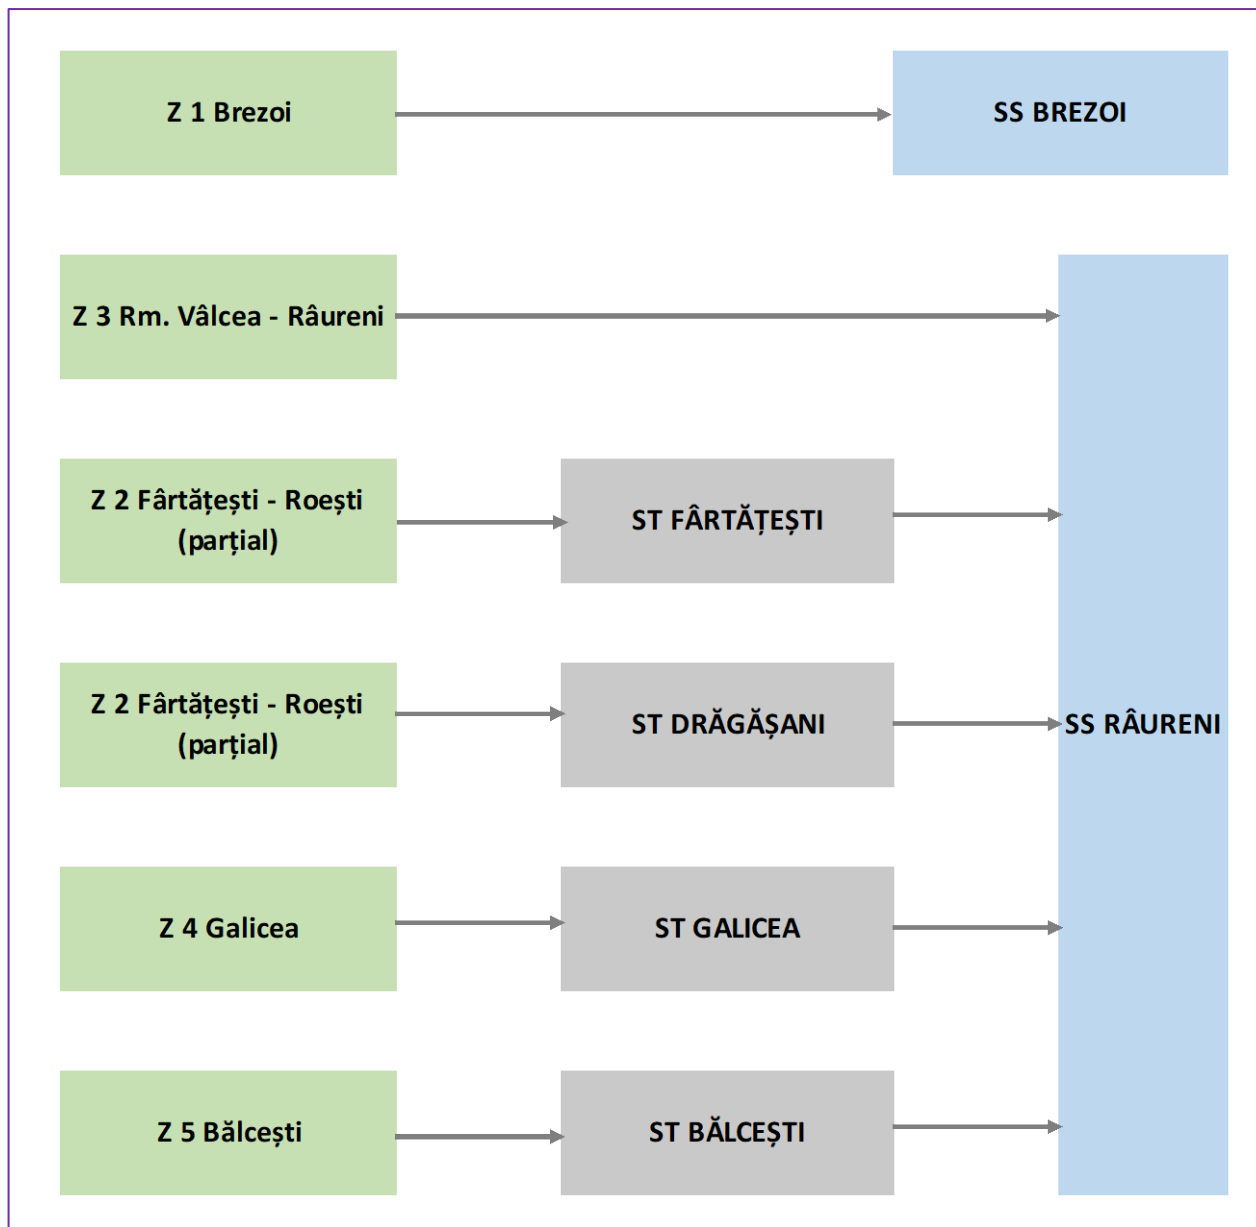 Z 1 Brezoi
SS BREZOI
Z 3 Rm. Vâlcea - Râureni
Z 2 Fârtățești - Roești
(parțial)
ST FÂRTĂȚEȘTI
Z 2 Fârtățești - Roești
(parțial)
ST DRĂGĂȘANI
SS RÂURENI
Z 4 Galicea
ST GALICEA
Z 5 Bălcești
ST BĂLCEȘTI